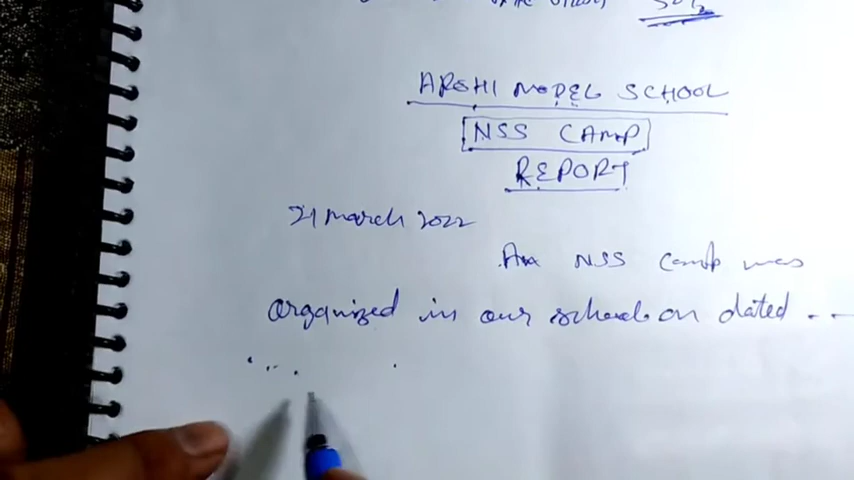 ARSHI MODEL SCHOOL
NSS CAMP
REPORT
21 March 2022
An NSS Camp was
organized in our school on dated ...
.... .